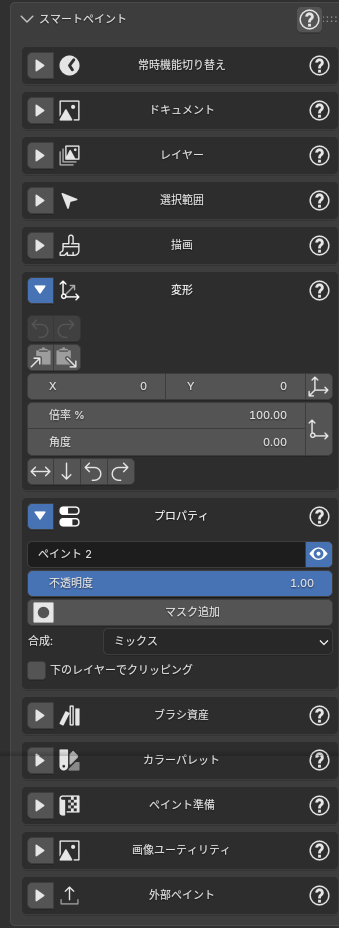 スマートペイント
常時機能切り替え
ドキュメント
レイヤー
選択範囲
描画
変形
X 0 Y 0
倍率 % 100.00
角度 0.00
プロパティ
ペイント 2
不透明度 1.00
マスク追加
合成: ミックス
下のレイヤーでクリッピング
ブラシ資産
カラーパレット
ペイント準備
画像ユーティリティ
外部ペイント